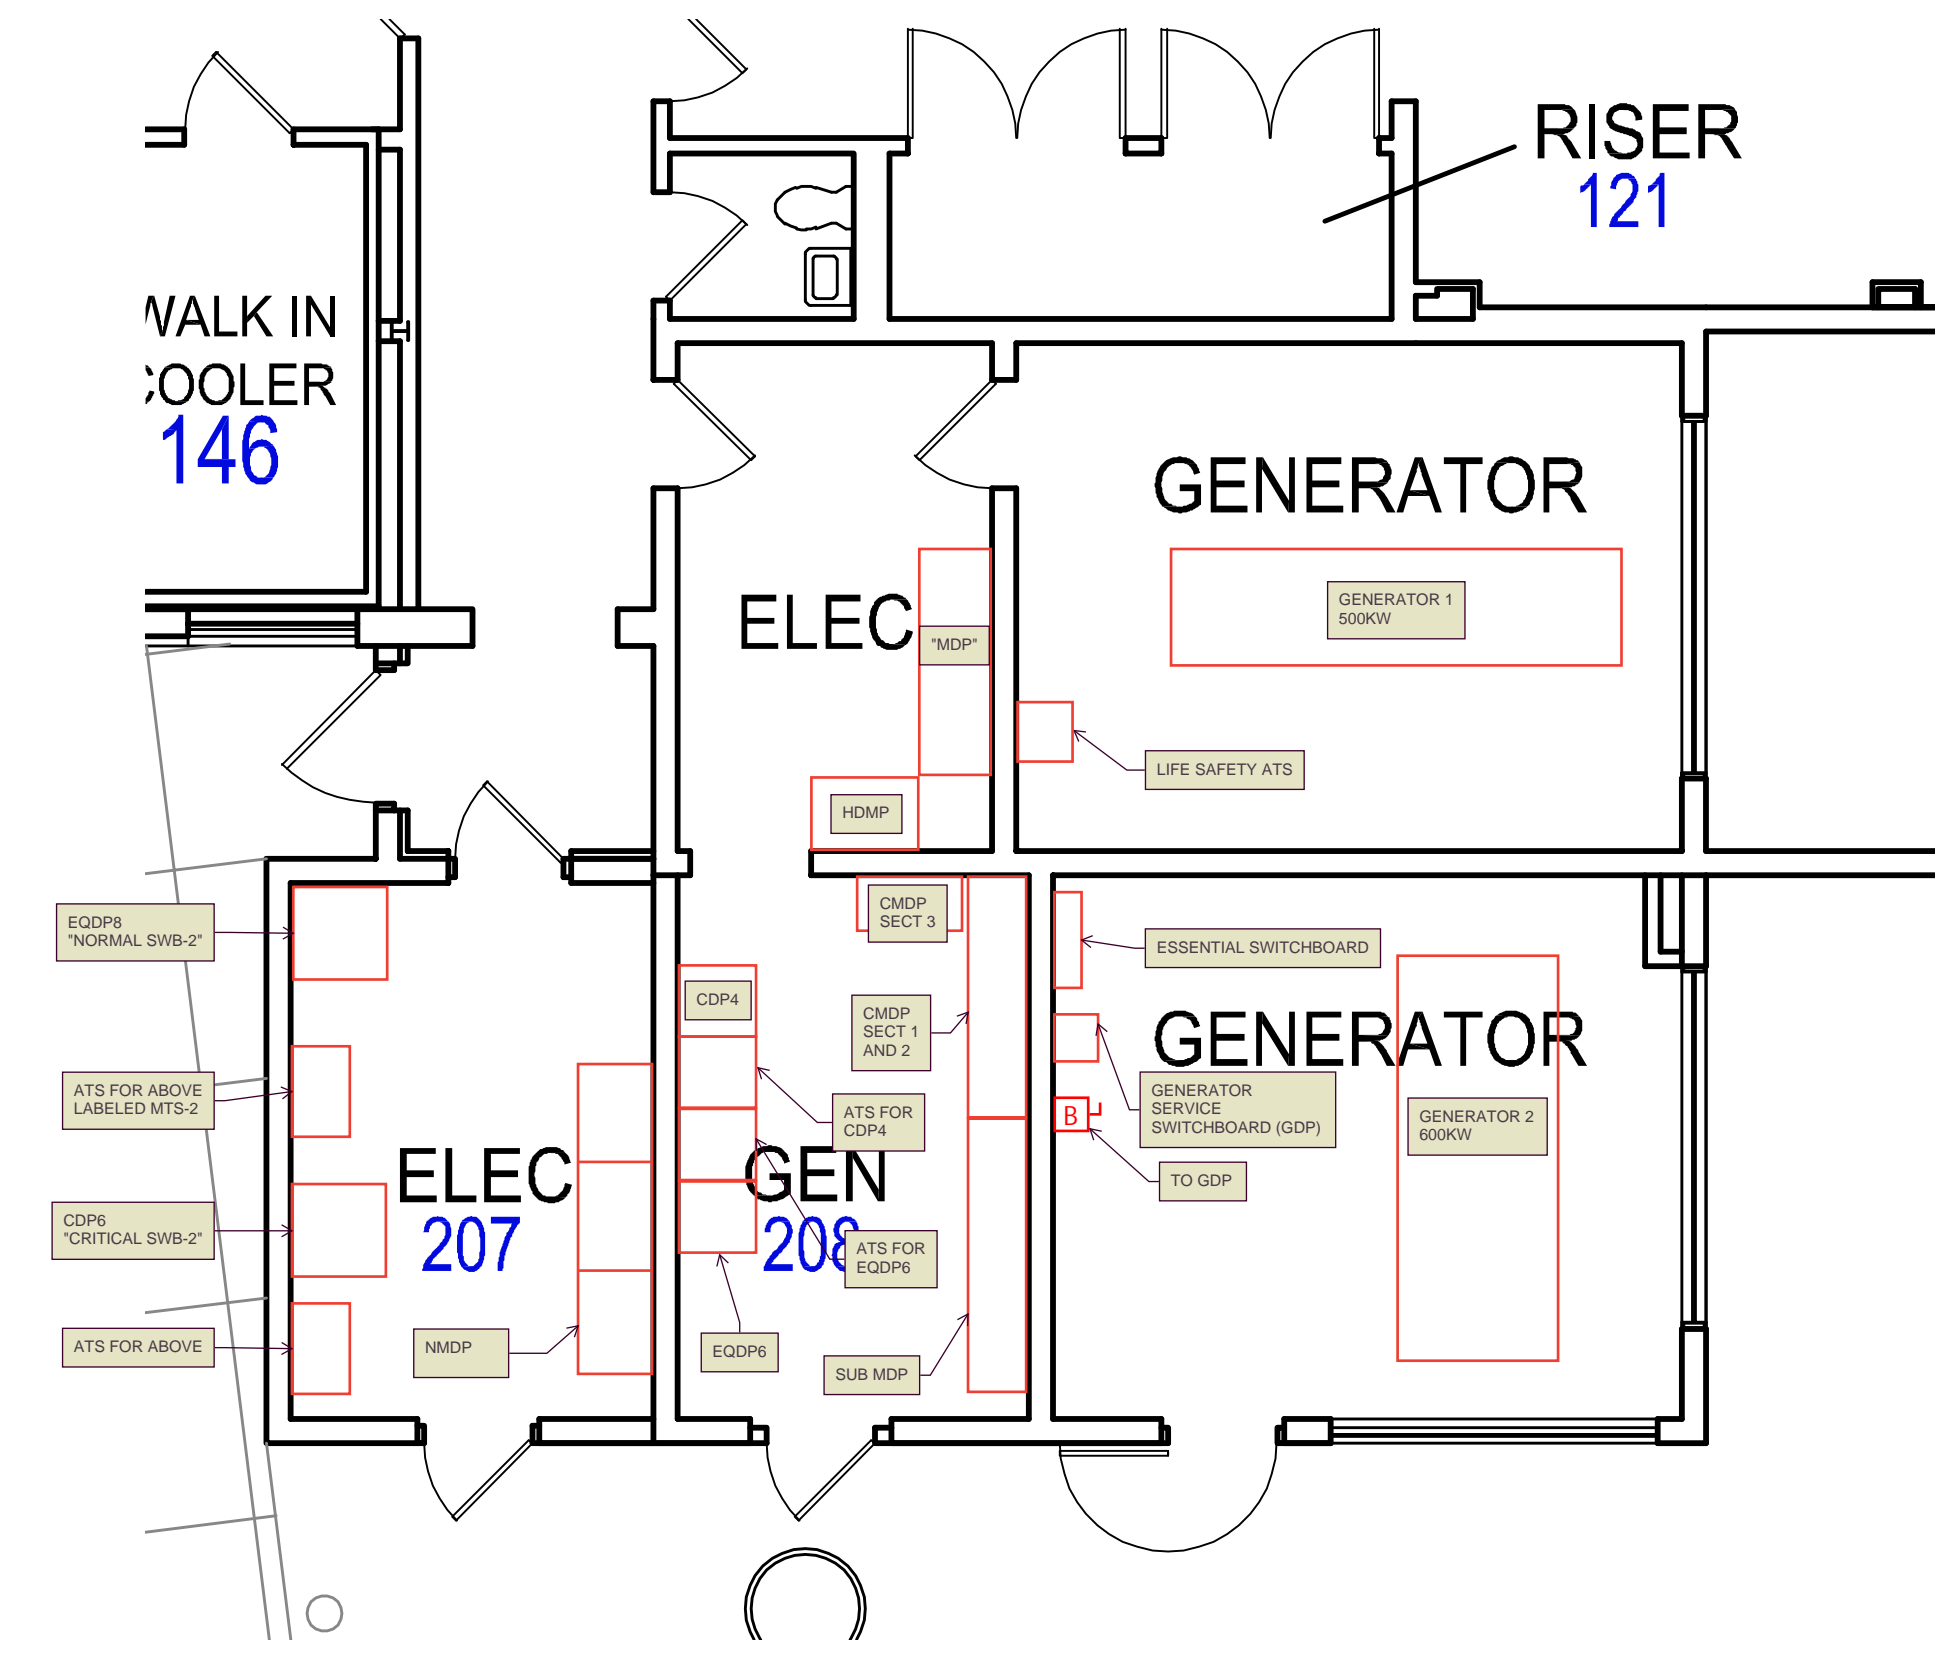 RISER
121
WALK IN
COOLER
146
GENERATOR
GENERATOR 1
500KW
ELEC
"MDP"
LIFE SAFETY ATS
HDMP
EQDP8
"NORMAL SWB-2"
CMDP
SECT 3
ESSENTIAL SWITCHBOARD
CDP4
CMDP
SECT 1
AND 2
GENERATOR
ATS FOR ABOVE
LABELED MTS-2
ATS FOR
CDP4
B
GENERATOR
SERVICE
SWITCHBOARD (GDP)
GENERATOR 2
600KW
ELEC
207
GEN
208
TO GDP
CDP6
"CRITICAL SWB-2"
ATS FOR
EQDP6
ATS FOR ABOVE
NMDP
EQDP6
SUB MDP